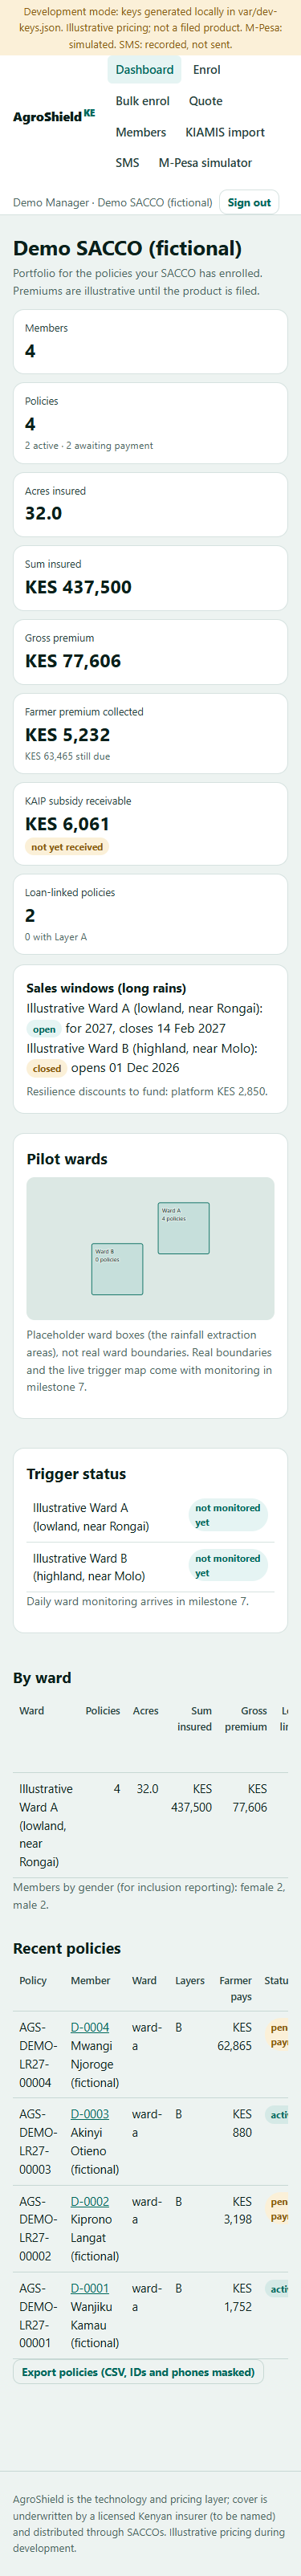 Development mode: keys generated locally in var/dev-
keys.json. Illustrative pricing; not a filed product. M-Pesa:
simulated. SMS: recorded, not sent.
AgroShield KE
Dashboard Enrol
Bulk enrol Quote
Members KIAMIS import
SMS M-Pesa simulator
Demo Manager · Demo SACCO (fictional) Sign out
Demo SACCO (fictional)
Portfolio for the policies your SACCO has enrolled.
Premiums are illustrative until the product is filed.
Members
4
Policies
4
2 active · 2 awaiting payment
Acres insured
32.0
Sum insured
KES 437,500
Gross premium
KES 77,606
Farmer premium collected
KES 5,232
KES 63,465 still due
KAIP subsidy receivable
KES 6,061
not yet received
Loan-linked policies
2
0 with Layer A
Sales windows (long rains)
Illustrative Ward A (lowland, near Rongai):
open for 2027, closes 14 Feb 2027
Illustrative Ward B (highland, near Molo):
closed opens 01 Dec 2026
Resilience discounts to fund: platform KES 2,850.
Pilot wards
Ward A
4 policies
Ward B
0 policies
Placeholder ward boxes (the rainfall extraction
areas), not real ward boundaries. Real boundaries
and the live trigger map come with monitoring in
milestone 7.
Trigger status
Illustrative Ward A not monitored
(lowland, near Rongai) yet
Illustrative Ward B not monitored
(highland, near Molo) yet
Daily ward monitoring arrives in milestone 7.
By ward
Ward Policies Acres Sum Gross
insured premium
Illustrative 4 32.0 KES KES
Ward A 437,500 77,606
(lowland,
near
Rongai)
Members by gender (for inclusion reporting): female 2,
male 2.
Recent policies
Policy Member Ward Layers Farmer Statu
pays
AGS- D-0004 ward- B KES pen
DEMO- Mwangi a 62,865 pay
LR27- Njoroge
00004 (fictional)
AGS- D-0003 ward- B KES acti
DEMO- Akinyi a 880
LR27- Otieno
00003 (fictional)
AGS- D-0002 ward- B KES pen
DEMO- Kiprono a 3,198 pay
LR27- Langat
00002 (fictional)
AGS- D-0001 ward- B KES acti
DEMO- Wanjiku a 1,752
LR27- Kamau
00001 (fictional)
Export policies (CSV, IDs and phones masked)
AgroShield is the technology and pricing layer; cover is
underwritten by a licensed Kenyan insurer (to be named)
and distributed through SACCOs. Illustrative pricing during
development.